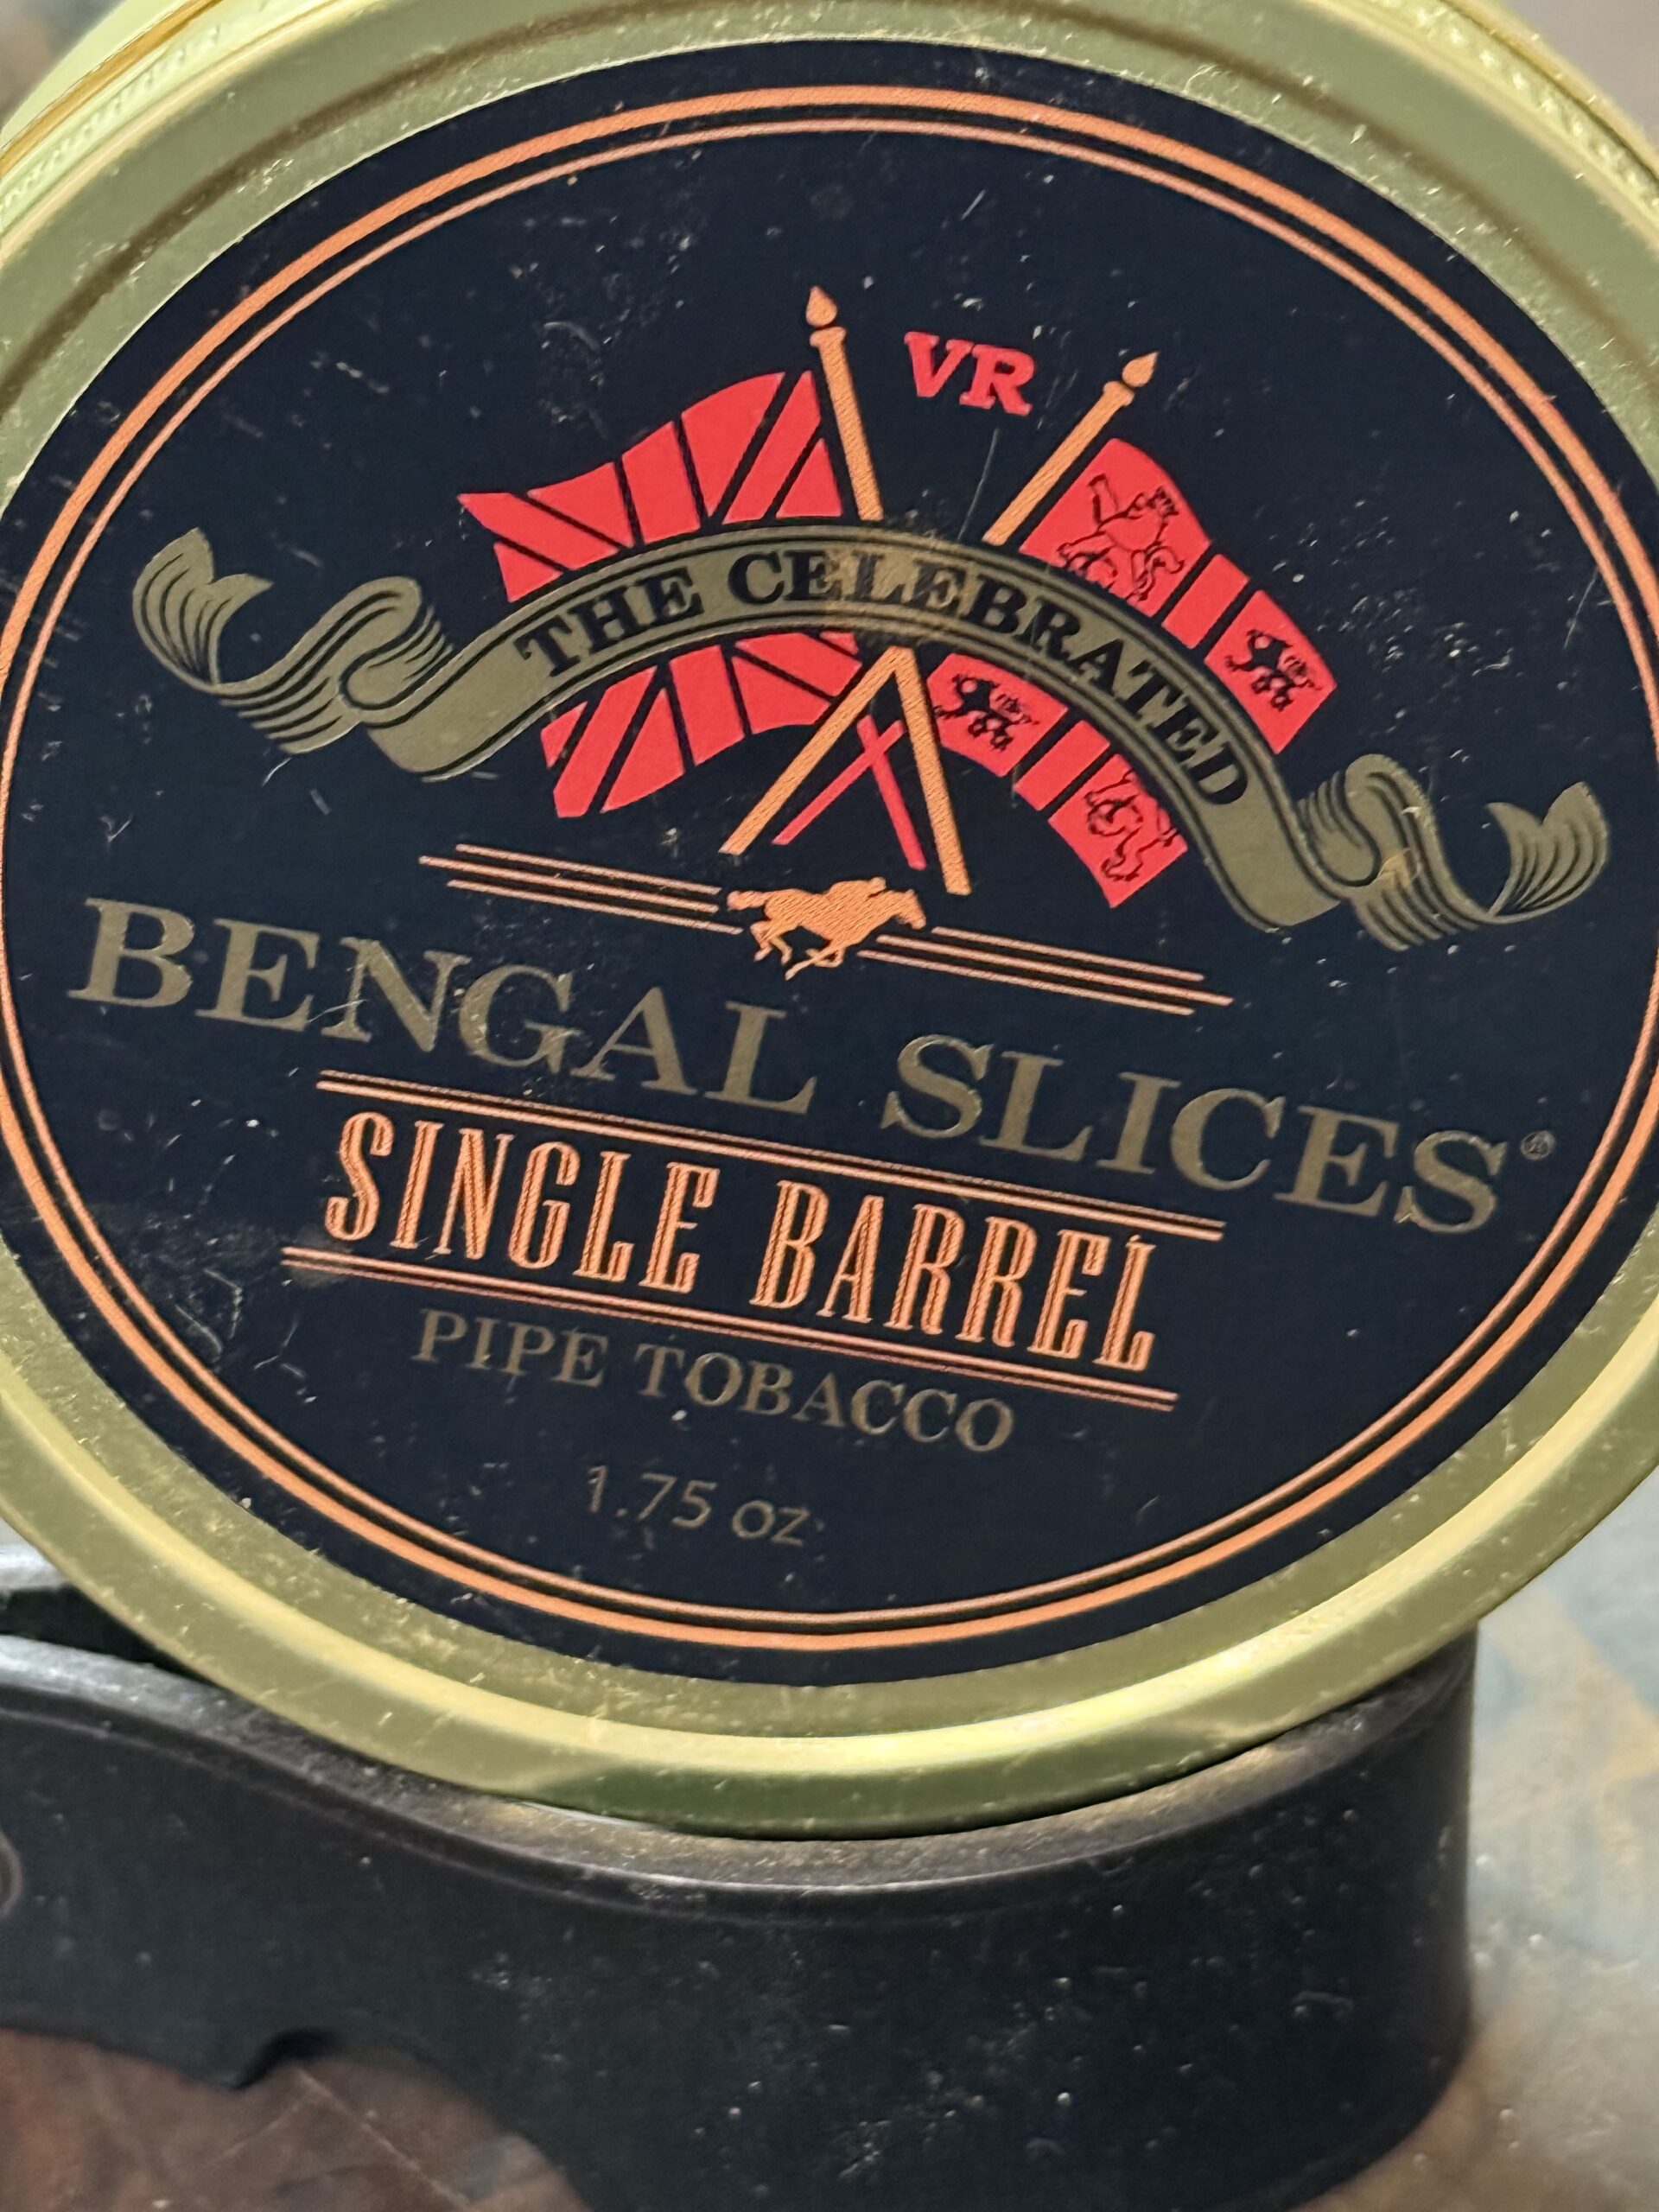 VR
THE CELEBRATED
BENGAL SLICES®
SINGLE BARREL
PIPE TOBACCO
1.75 oz